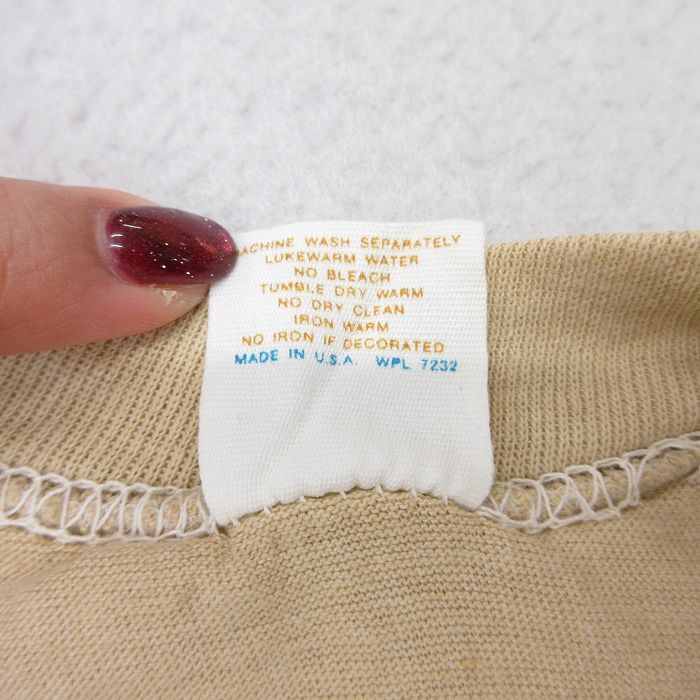 MACHINE WASH SEPARATELY
LUKEWARM WATER
NO BLEACH
TUMBLE DRY WARM
NO DRY CLEAN
IRON WARM
NO IRON IF DECORATED
MADE IN U.S.A. WPL 7232